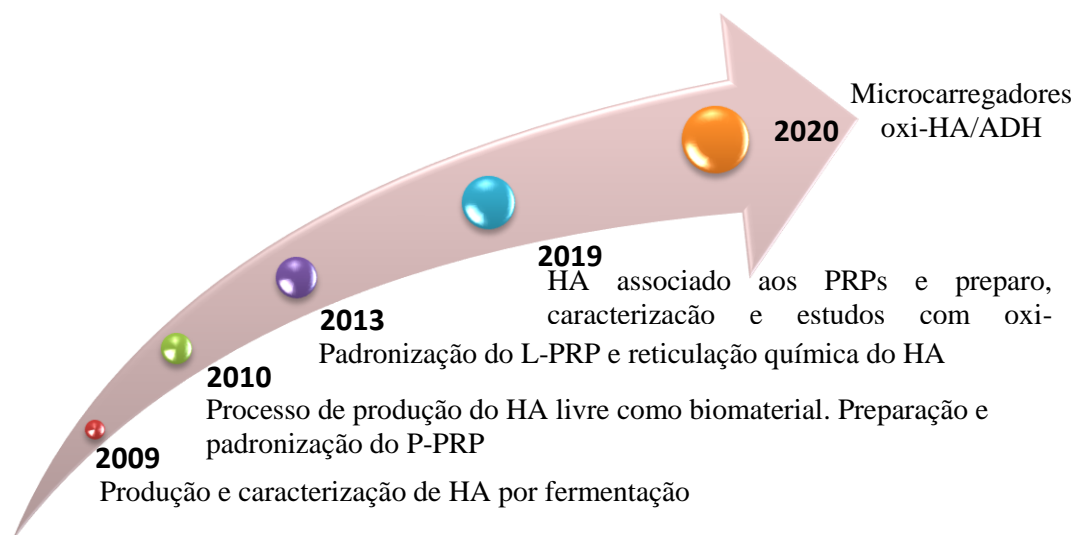 Microcarregadores
oxi-HA/ADH
2020
2019
HA associado aos PRPs e preparo,
caracterizacão e estudos com oxi-
2013
Padronização do L-PRP e reticulação química do HA
2010
Processo de produção do HA livre como biomaterial. Preparação e
padronização do P-PRP
2009
Produção e caracterização de HA por fermentação